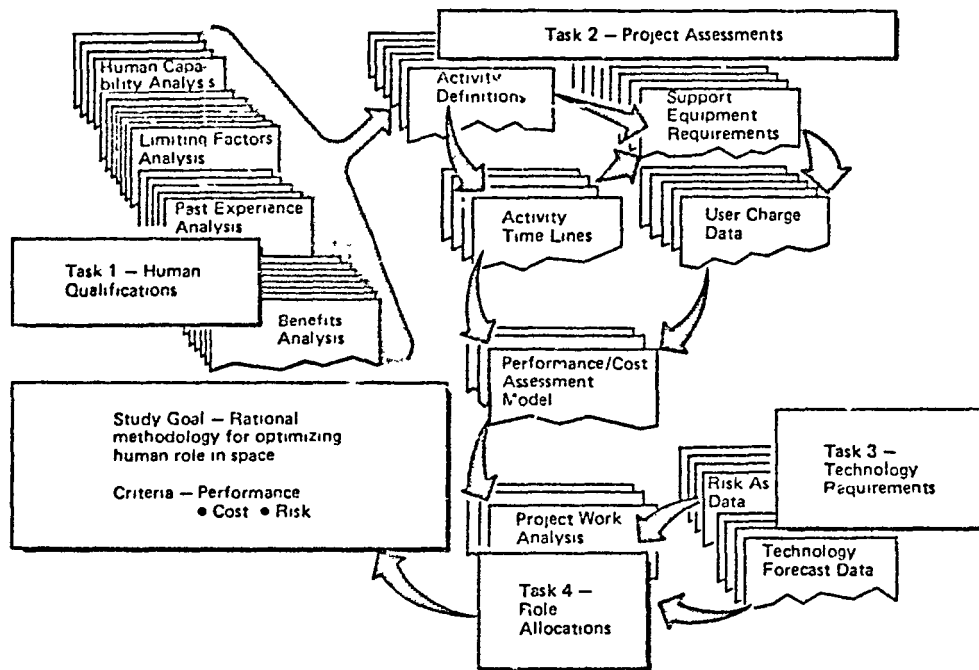 Task 2 – Project Assessments
Human Capa-
bility Analysis
Limiting Factors
Analysis
Past Experience
Analysis
Task 1 – Human
Qualifications
Benefits
Analysis
Activity
Definitions
Support
Equipment
Requirements
Activity
Time Lines
User Charge
Data
Performance/Cost
Assessment
Model
Study Goal – Rational
methodology for optimizing
human role in space
Criteria – Performance
• Cost • Risk
Task 3 –
Technology
Requirements
Risk As
Data
Project Work
Analysis
Technology
Forecast Data
Task 4 –
Role
Allocations